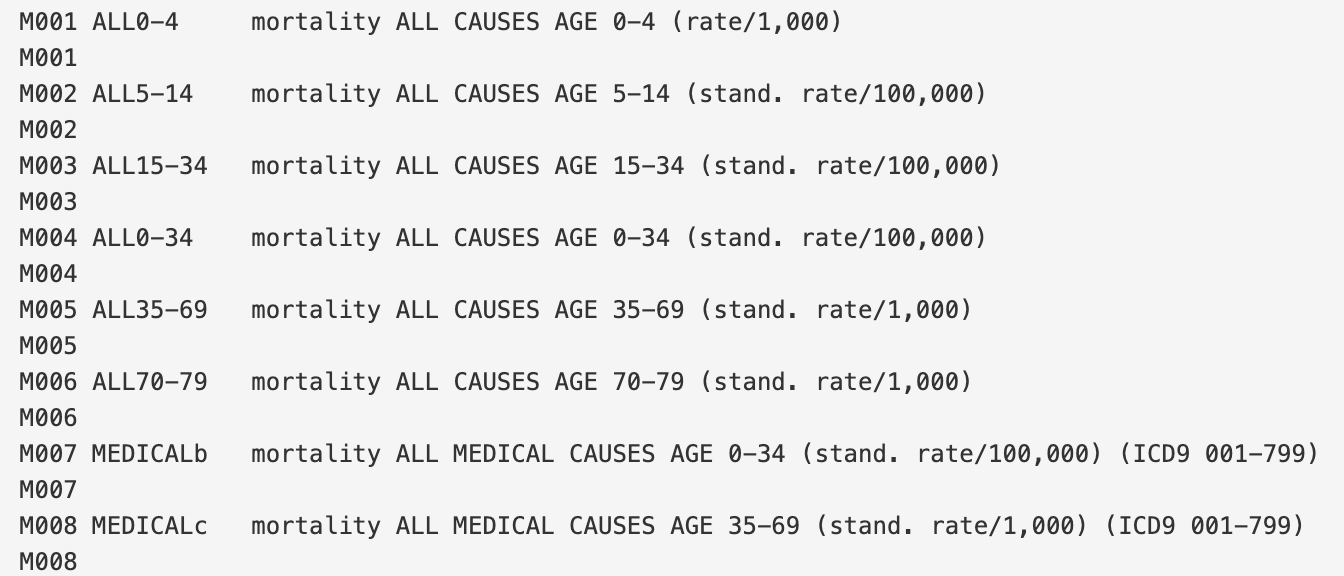 M001 ALL0-4     mortality ALL CAUSES AGE 0-4 (rate/1,000)
M001
M002 ALL5-14    mortality ALL CAUSES AGE 5-14 (stand. rate/100,000)
M002
M003 ALL15-34   mortality ALL CAUSES AGE 15-34 (stand. rate/100,000)
M003
M004 ALL0-34    mortality ALL CAUSES AGE 0-34 (stand. rate/100,000)
M004
M005 ALL35-69   mortality ALL CAUSES AGE 35-69 (stand. rate/1,000)
M005
M006 ALL70-79   mortality ALL CAUSES AGE 70-79 (stand. rate/1,000)
M006
M007 MEDICALb   mortality ALL MEDICAL CAUSES AGE 0-34 (stand. rate/100,000) (ICD9 001-799)
M007
M008 MEDICALc   mortality ALL MEDICAL CAUSES AGE 35-69 (stand. rate/1,000) (ICD9 001-799)
M008